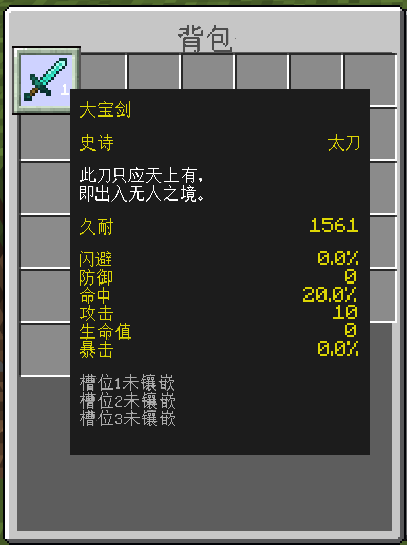 背包
1
大宝剑
史诗 太刀
此刀只应天上有，
即出入无人之境。
久耐 1561
闪避 0.0%
防御 0
命中 20.0%
攻击 10
生命值 0
暴击 0.0%
槽位1未镶嵌
槽位2未镶嵌
槽位3未镶嵌